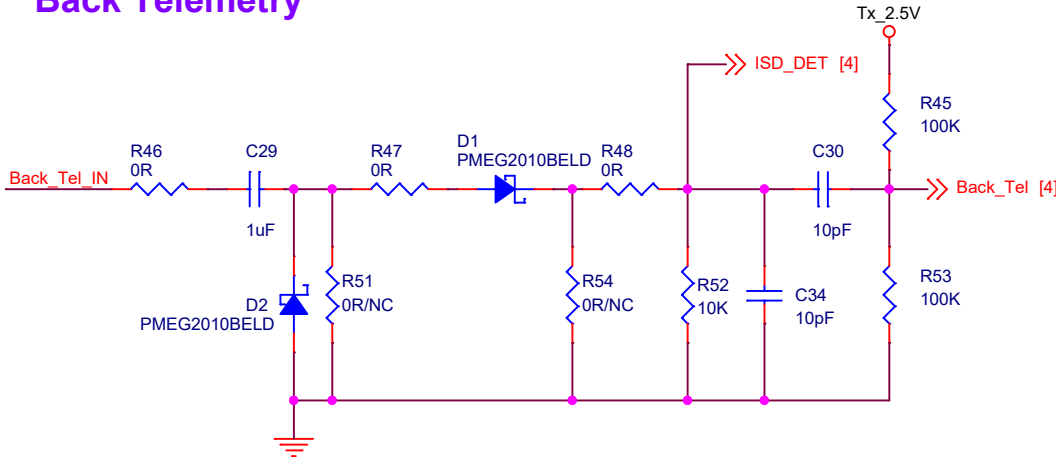 Back Telemetry
Tx_2.5V
ISD_DET [4]
R45
100K
R46
0R
C29
1uF
R47
0R
D1
PMEG2010BELD
R48
0R
C30
10pF
Back_Tel_IN
Back_Tel [4]
D2
PMEG2010BELD
R51
0R/NC
R54
0R/NC
R52
10K
C34
10pF
R53
100K